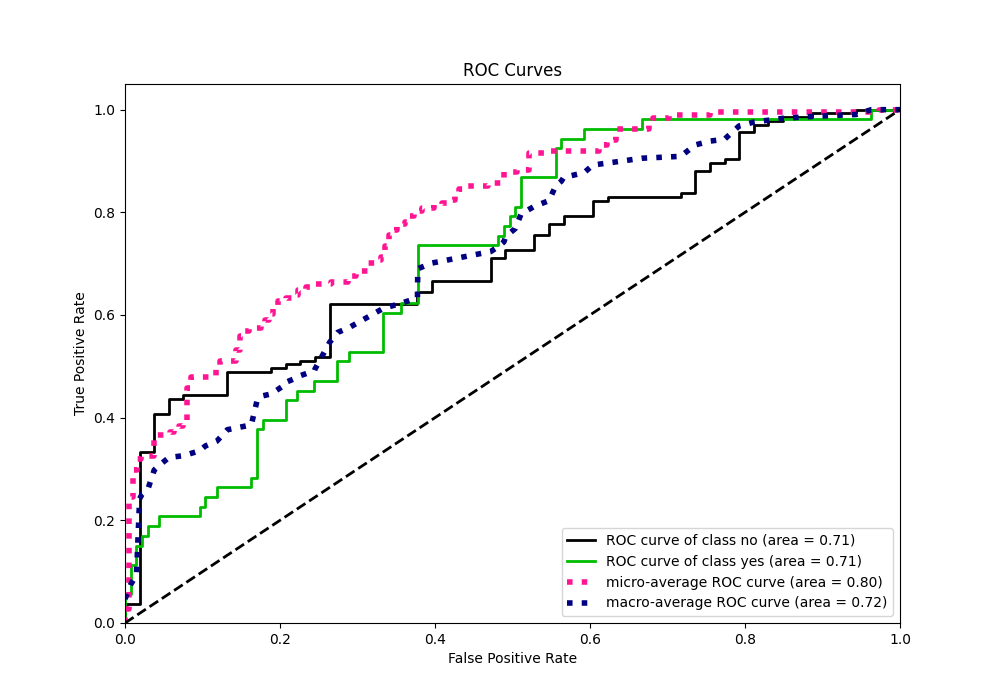 ROC Curves
1.0
0.8
0.6
0.4
0.2
0.0
True Positive Rate
ROC curve of class no (area = 0.71)
ROC curve of class yes (area = 0.71)
micro-average ROC curve (area = 0.80)
macro-average ROC curve (area = 0.72)
0.0 0.2 0.4 0.6 0.8 1.0
False Positive Rate